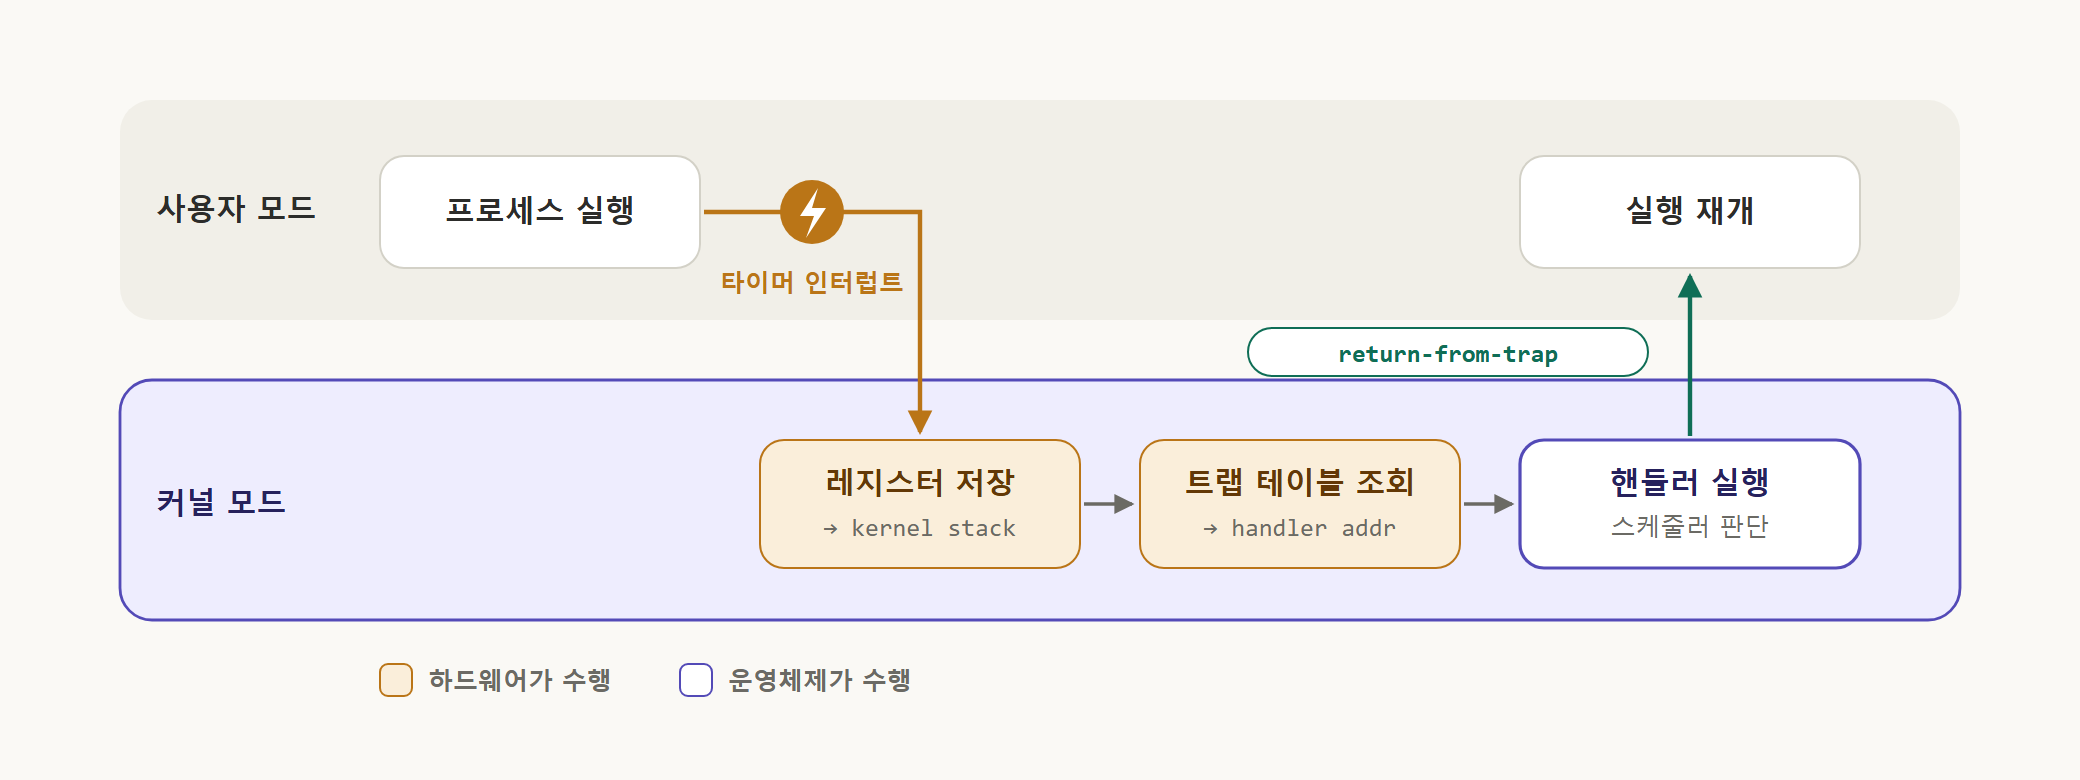 사용자 모드
프로세스 실행
타이머 인터럽트
실행 재개
return-from-trap
커널 모드
레지스터 저장
→ kernel stack
트랩 테이블 조회
→ handler addr
핸들러 실행
스케줄러 판단
하드웨어가 수행
운영체제가 수행